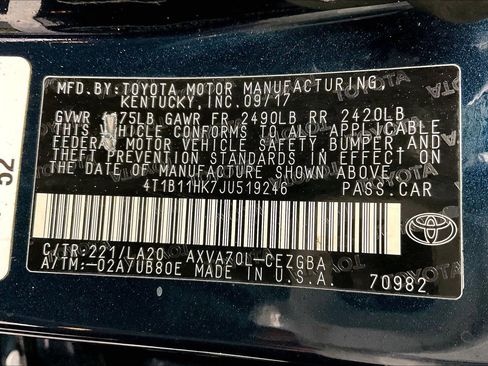 MFD.BY:TOYOTA MOTOR MANUFACTURING,
KENTUCKY,INC.09/17
GVWR 175LB GAWR FR 2490LB RR 2420LB
THIS VEHICLE CONFORMS TO ALL APPLICABLE
FEDERAL MOTOR VEHICLE SAFETY, BUMPER,AND
THEFT PREVENTION STANDARDS IN EFFECT ON
THE DATE OF MANUFACTURE SHOWN ABOVE.
4T1B11HK7JU519246 PASS.CAR
C/TR:221/LA20 AXVA70L-CEZGBA
A/TM:-02A/UB80E MADE IN U.S.A.
70982
52